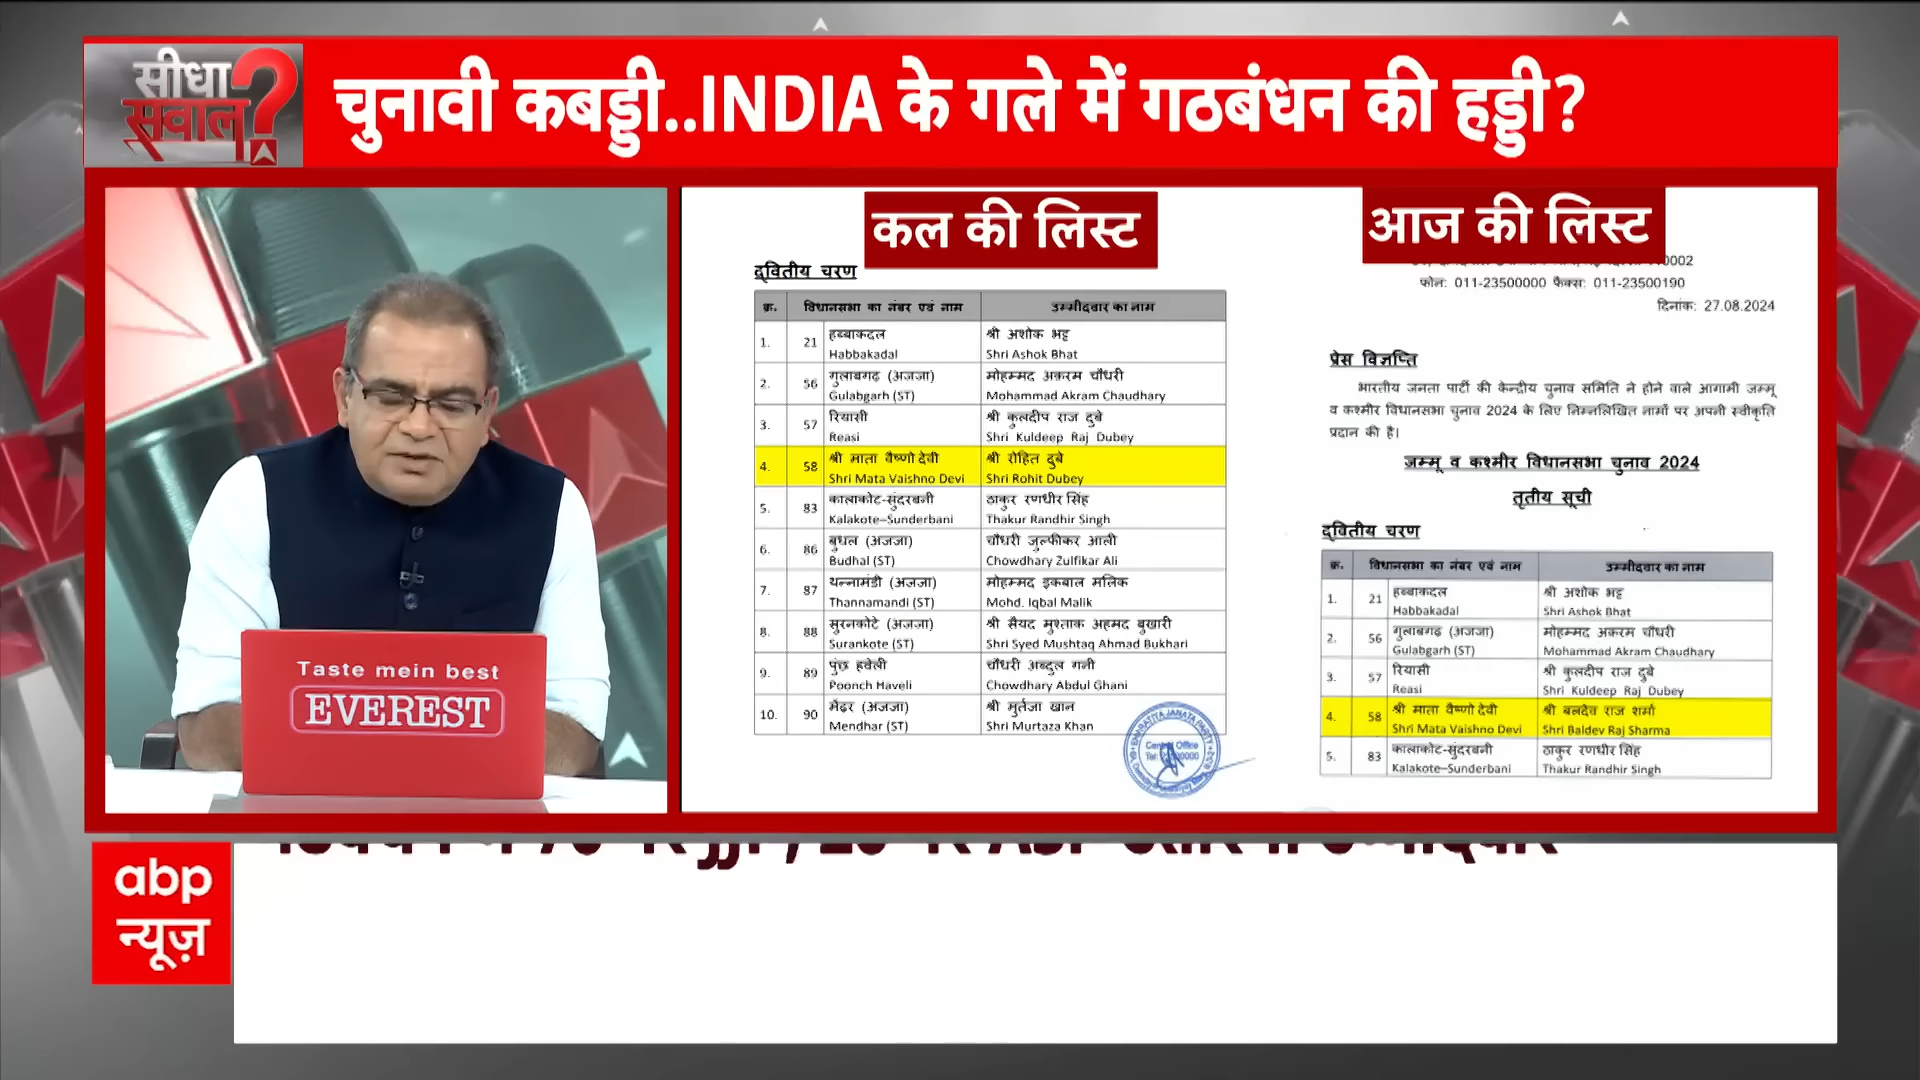 सीधा सवाल?
चुनावी कबड्डी..INDIA के गले में गठबंधन की हड्डी?
Taste mein best
EVEREST
कल की लिस्ट
द्वितीय चरण
क्र. विधानसभा का नंबर एवं नाम उम्मीदवार का नाम
1. 21 हब्बाकदल श्री अशोक भट्ट
Habbakadal Shri Ashok Bhat
2. 56 गुलाबगढ़ (अजजा) मोहम्मद अकरम चौधरी
Gulabgarh (ST) Mohammad Akram Chaudhary
3. 57 रियासी श्री कुलदीप राज दुबे
Reasi Shri Kuldeep Raj Dubey
4. 58 श्री माता वैष्णो देवी श्री रोहित दुबे
Shri Mata Vaishno Devi Shri Rohit Dubey
5. 83 कालाकोट-सुंदरबनी ठाकुर रणधीर सिंह
Kalakote–Sunderbani Thakur Randhir Singh
6. 86 बुधल (अजजा) चौधरी जुल्फीकर आली
Budhal (ST) Chowdhary Zulfikar Ali
7. 87 थन्नामंडी (अजजा) मोहम्मद इकबाल मलिक
Thannamandi (ST) Mohd. Iqbal Malik
8. 88 सुरनकोटे (अजजा) श्री सैयद मुश्ताक अहमद बुखारी
Surankote (ST) Shri Syed Mushtaq Ahmad Bukhari
9. 89 पुंछ हवेली चौधरी अब्दुल गनी
Poonch Haveli Chowdhary Abdul Ghani
10. 90 मेंढर (अजजा) श्री मुर्तजा खान
Mendhar (ST) Shri Murtaza Khan
BHARATIYA JANATA PARTY
Central Office
आज की लिस्ट
फोन: 011-23500000 फैक्स: 011-23500190
दिनांक: 27.08.2024
प्रेस विज्ञप्ति
भारतीय जनता पार्टी की केन्द्रीय चुनाव समिति ने होने वाले आगामी जम्मू
व कश्मीर विधानसभा चुनाव 2024 के लिए निम्नलिखित नामों पर अपनी स्वीकृति
प्रदान की है।
जम्मू व कश्मीर विधानसभा चुनाव 2024
तृतीय सूची
द्वितीय चरण
क्र. विधानसभा का नंबर एवं नाम उम्मीदवार का नाम
1. 21 हब्बाकदल श्री अशोक भट्ट
Habbakadal Shri Ashok Bhat
2. 56 गुलाबगढ़ (अजजा) मोहम्मद अकरम चौधरी
Gulabgarh (ST) Mohammad Akram Chaudhary
3. 57 रियासी श्री कुलदीप राज दुबे
Reasi Shri Kuldeep Raj Dubey
4. 58 श्री माता वैष्णो देवी श्री बलदेव राज शर्मा
Shri Mata Vaishno Devi Shri Baldev Raj Sharma
5. 83 कालाकोट-सुंदरबनी ठाकुर रणधीर सिंह
Kalakote–Sunderbani Thakur Randhir Singh
abp
न्यूज़